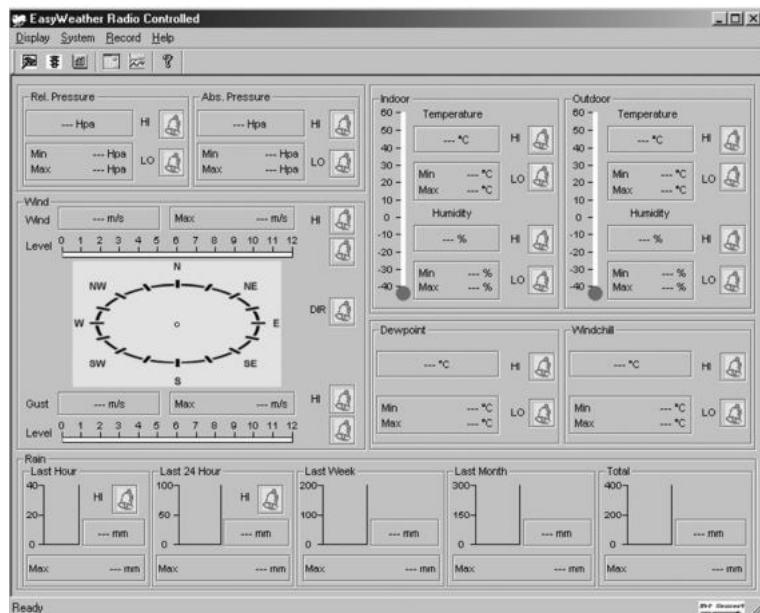 EasyWeather Radio Controlled
Display System Record Help
Rel. Pressure
--- Hpa HI
Min --- Hpa LO
Max --- Hpa
Abs. Pressure
--- Hpa HI
Min --- Hpa LO
Max --- Hpa
Wind
Wind --- m/s Max --- m/s HI
Level 0 1 2 3 4 5 6 7 8 9 10 11 12
N
NW NE
W E DIR
SW SE
S
Gust --- m/s Max --- m/s HI
Level 0 1 2 3 4 5 6 7 8 9 10 11 12
Indoor
60
50
40
30
20
10
0
-10
-20
-30
-40
Temperature
--- °C HI
Min --- °C LO
Max --- °C
Humidity
--- % HI
Min --- % LO
Max --- %
Outdoor
60
50
40
30
20
10
0
-10
-20
-30
-40
Temperature
--- °C HI
Min --- °C LO
Max --- °C
Humidity
--- % HI
Min --- % LO
Max --- %
Dewpoint
--- °C HI
Min --- °C LO
Max --- °C
Windchill
--- °C HI
Min --- °C LO
Max --- °C
Rain
Last Hour
40 HI
20
--- mm
0
Max --- mm
Last 24 Hour
100 HI
50
--- mm
0
Max --- mm
Last Week
200
100
--- mm
0
Max --- mm
Last Month
300
150
--- mm
0
Max --- mm
Total
400
200
--- mm
0
Max --- mm
Ready